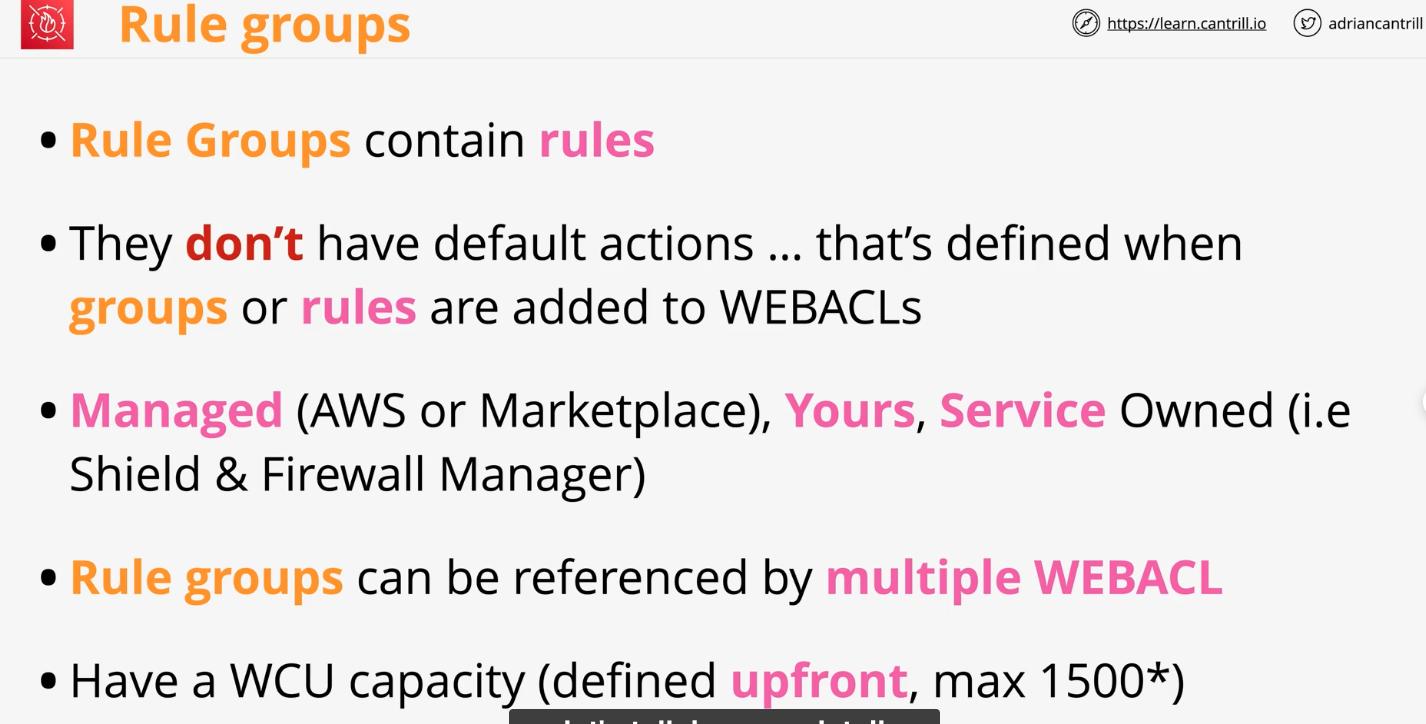 Rule groups
https://learn.cantrill.io
adriancantrill
• Rule Groups contain rules
• They don’t have default actions ... that’s defined when
groups or rules are added to WEBACLs
• Managed (AWS or Marketplace), Yours, Service Owned (i.e
Shield & Firewall Manager)
• Rule groups can be referenced by multiple WEBACL
• Have a WCU capacity (defined upfront, max 1500*)